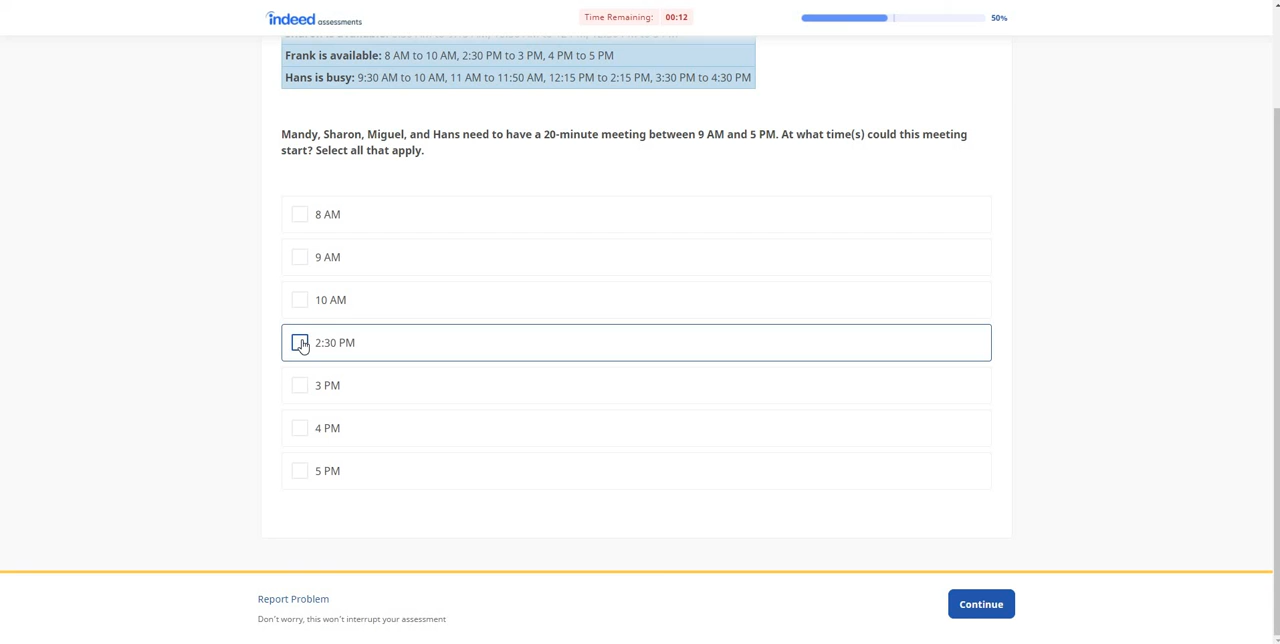 indeed assessments
Time Remaining: 00:12
50%
Frank is available: 8 AM to 10 AM, 2:30 PM to 3 PM, 4 PM to 5 PM
Hans is busy: 9:30 AM to 10 AM, 11 AM to 11:50 AM, 12:15 PM to 2:15 PM, 3:30 PM to 4:30 PM
Mandy, Sharon, Miguel, and Hans need to have a 20-minute meeting between 9 AM and 5 PM. At what time(s) could this meeting
start? Select all that apply.
8 AM
9 AM
10 AM
2:30 PM
3 PM
4 PM
5 PM
Report Problem
Don't worry, this won't interrupt your assessment
Continue